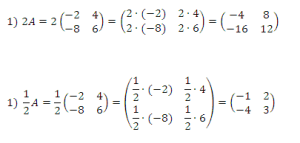 1) 2A = 2 (−2 4 −8 6) = (2 · (−2) 2 · 4 2 · (−8) 2 · 6) = (−4 8 −16 12)
1) 1/2 A = 1/2 (−2 4 −8 6) = (1/2 · (−2) 1/2 · 4 1/2 · (−8) 1/2 · 6) = (−1 2 −4 3)